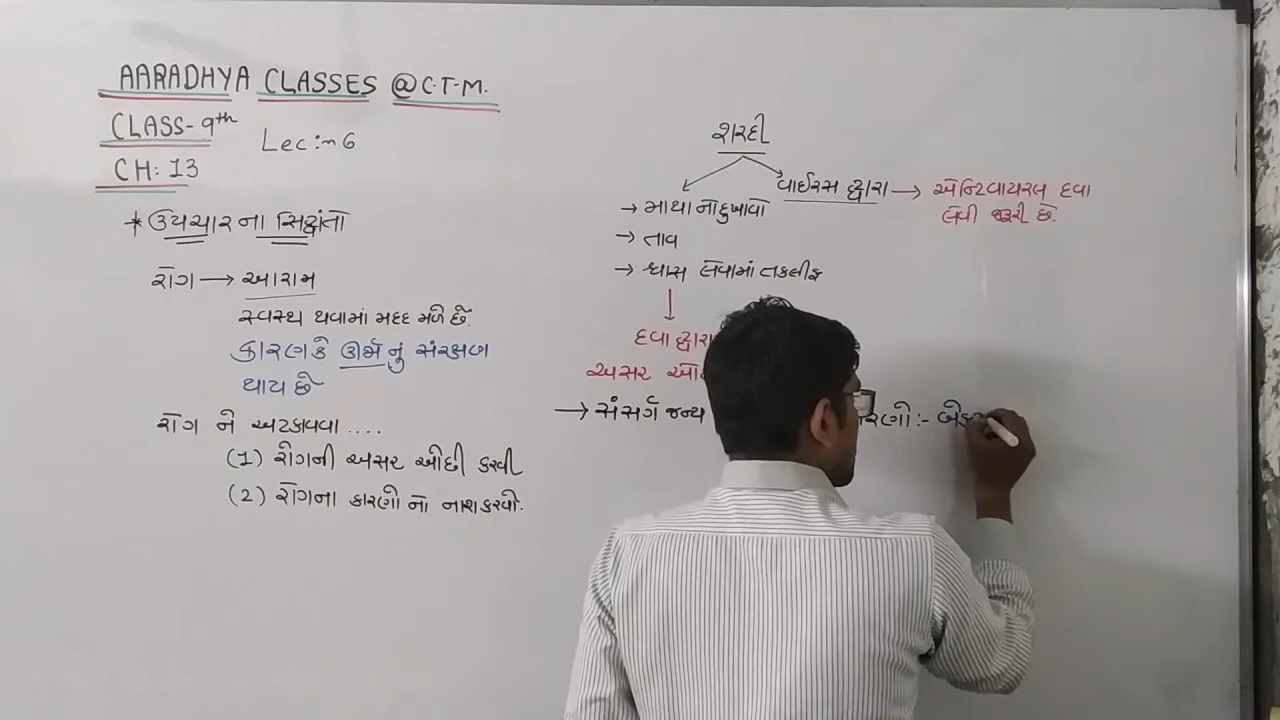 AARADHYA CLASSES @ C.T.M.
CLASS-9th
Lec:-6
CH: 13
* ઉપચારના સિદ્ધાંતો
રોગ → આરામ
સ્વસ્થ થવામાં મદદ મળે છે.
કારણકે ઊર્જા નું સંરક્ષણ
થાય છે
રોગ ને અટકાવવા ....
(1) રોગની અસર ઓછી કરવી
(2) રોગના કારણો નો નાશ કરવો.
શરદી
વાઈરસ દ્વારા → એન્ટિવાયરલ દવા
લેવી જરૂરી છે.
→ માથાનો દુખાવો
→ તાવ
→ શ્વાસ લેવામાં તકલીફ
દવા દ્વારા
અસર
→ સંસર્ગ જન્ય